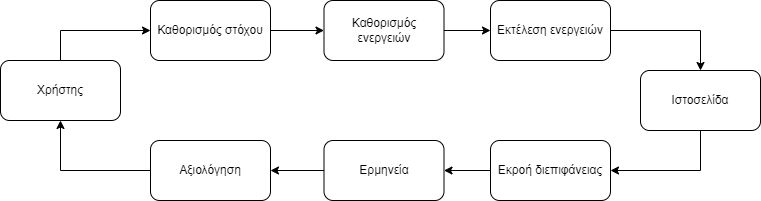 Καθορισμός στόχου
Καθορισμός
ενεργειών
Εκτέλεση ενεργειών
Χρήστης
Ιστοσελίδα
Αξιολόγηση
Ερμηνεία
Εκροή διεπιφάνειας